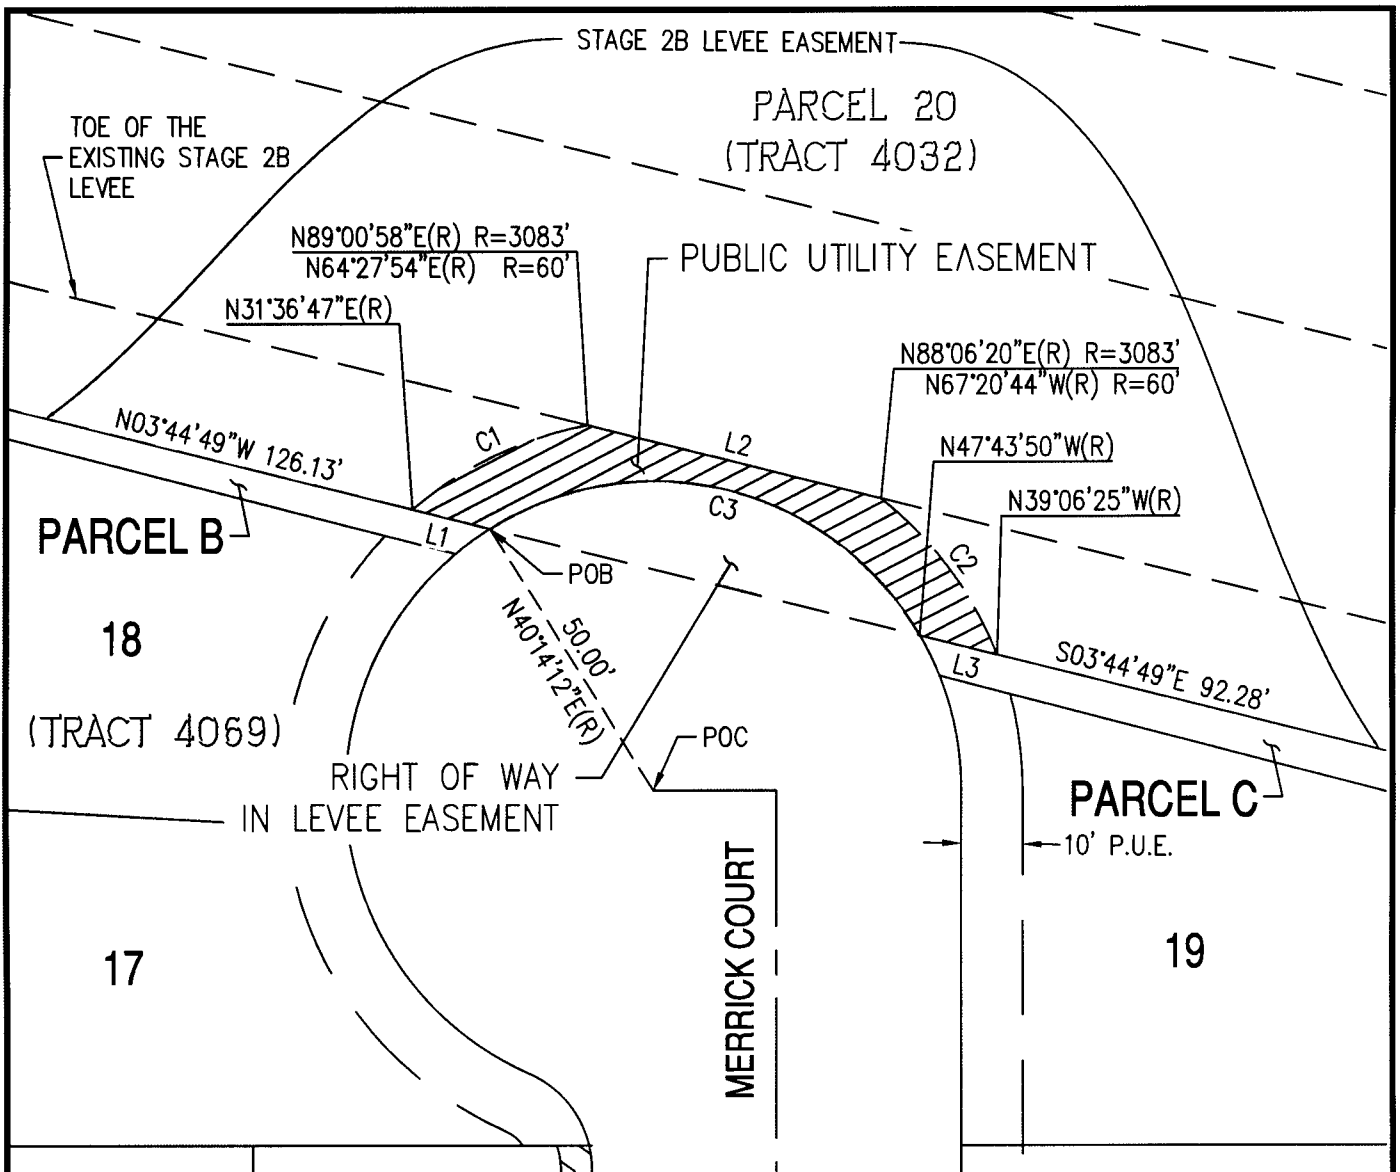 STAGE 2B LEVEE EASEMENT
PARCEL 20
(TRACT 4032)
TOE OF THE
EXISTING STAGE 2B
LEVEE
N89°00'58"E(R) R=3083'
N64°27'54"E(R) R=60'
PUBLIC UTILITY EASEMENT
N31°36'47"E(R)
N88°06'20"E(R) R=3083'
N67°20'44"W(R) R=60'
N03°44'49"W 126.13'
C1
L2
N47°43'50"W(R)
N39°06'25"W(R)
C3
PARCEL B
L1
C2
POB
18
50.00'
N40°14'12"E(R)
L3
S03°44'49"E 92.28'
(TRACT 4069)
POC
RIGHT OF WAY
IN LEVEE EASEMENT
PARCEL C
10' P.U.E.
MERRICK COURT
17
19